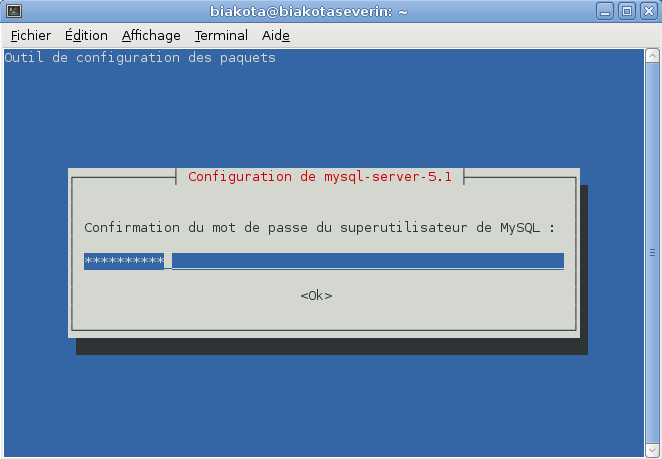 biakota@biakotaseverin: ~
Fichier Édition Affichage Terminal Aide
Outil de configuration des paquets
Configuration de mysql-server-5.1
Confirmation du mot de passe du superutilisateur de MySQL :
**********
<Ok>